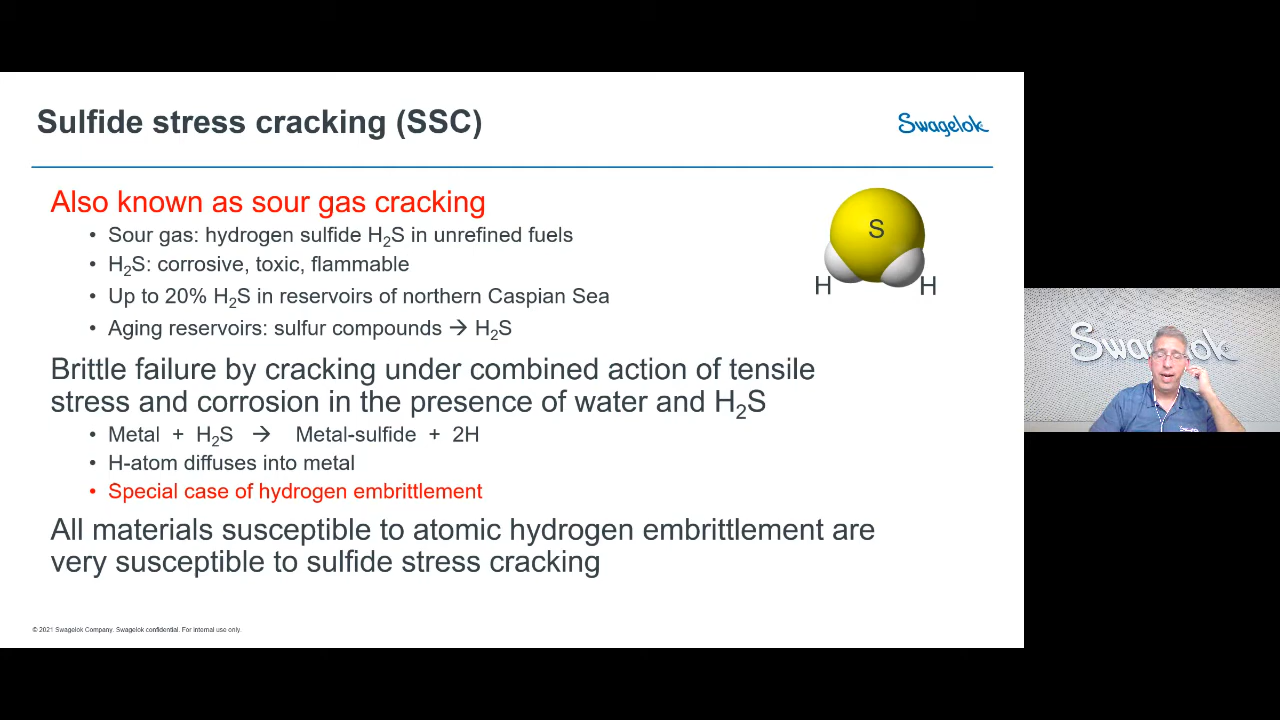 Sulfide stress cracking (SSC)
Swagelok
Also known as sour gas cracking
• Sour gas: hydrogen sulfide H₂S in unrefined fuels
• H₂S: corrosive, toxic, flammable
• Up to 20% H₂S in reservoirs of northern Caspian Sea
• Aging reservoirs: sulfur compounds → H₂S
S
H
H
Brittle failure by cracking under combined action of tensile
stress and corrosion in the presence of water and H₂S
• Metal + H₂S → Metal-sulfide + 2H
• H-atom diffuses into metal
• Special case of hydrogen embrittlement
All materials susceptible to atomic hydrogen embrittlement are
very susceptible to sulfide stress cracking
© 2021 Swagelok Company. Swagelok confidential. For internal use only.
Swagelok